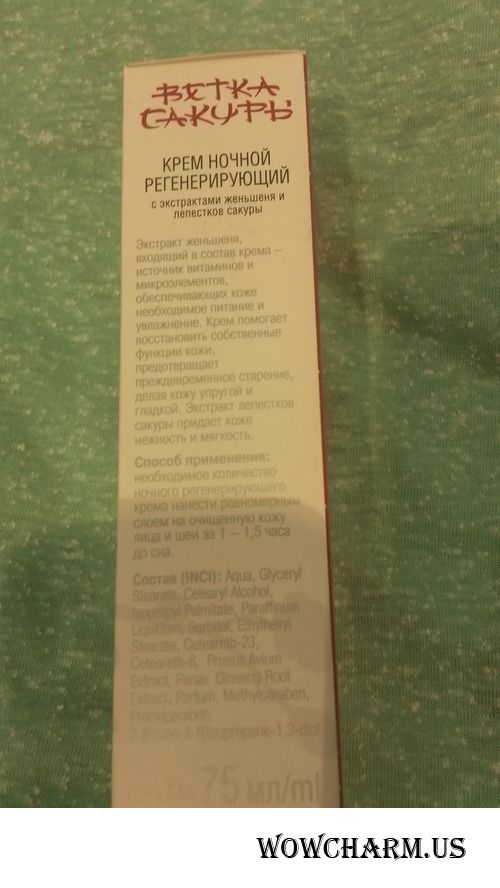 ВЕТКА
САКУРЫ
КРЕМ НОЧНОЙ
РЕГЕНЕРИРУЮЩИЙ
с экстрактами женьшеня и
лепестков сакуры
Экстракт женьшеня,
входящий в состав крема –
источник витаминов и
микроэлементов,
обеспечивающих коже
необходимое питание и
увлажнение. Крем помогает
восстановить собственные
функции кожи,
предотвращает
преждевременное старение,
делая кожу упругой и
гладкой. Экстракт лепестков
сакуры придает коже
нежность и мягкость.
Способ применения:
необходимое количество
ночного регенерирующего
крема нанести равномерным
слоем на очищенную кожу
лица и шеи за 1 – 1,5 часа
до сна.
Состав (INCI): Aqua, Glyceryl
Stearate, Cetearyl Alcohol,
Isopropyl Palmitate, Paraffinum
Liquidum, Sorbitol, Ethylhexyl
Stearate, Ceteareth-23,
Ceteareth-6, Prunus Avium
Extract, Panax Ginseng Root
Extract, Parfum, Methylparaben,
Propylparaben,
2-Bromo-2-Nitropropane-1,3-diol
75 мл/ml
WOWCHARM.US